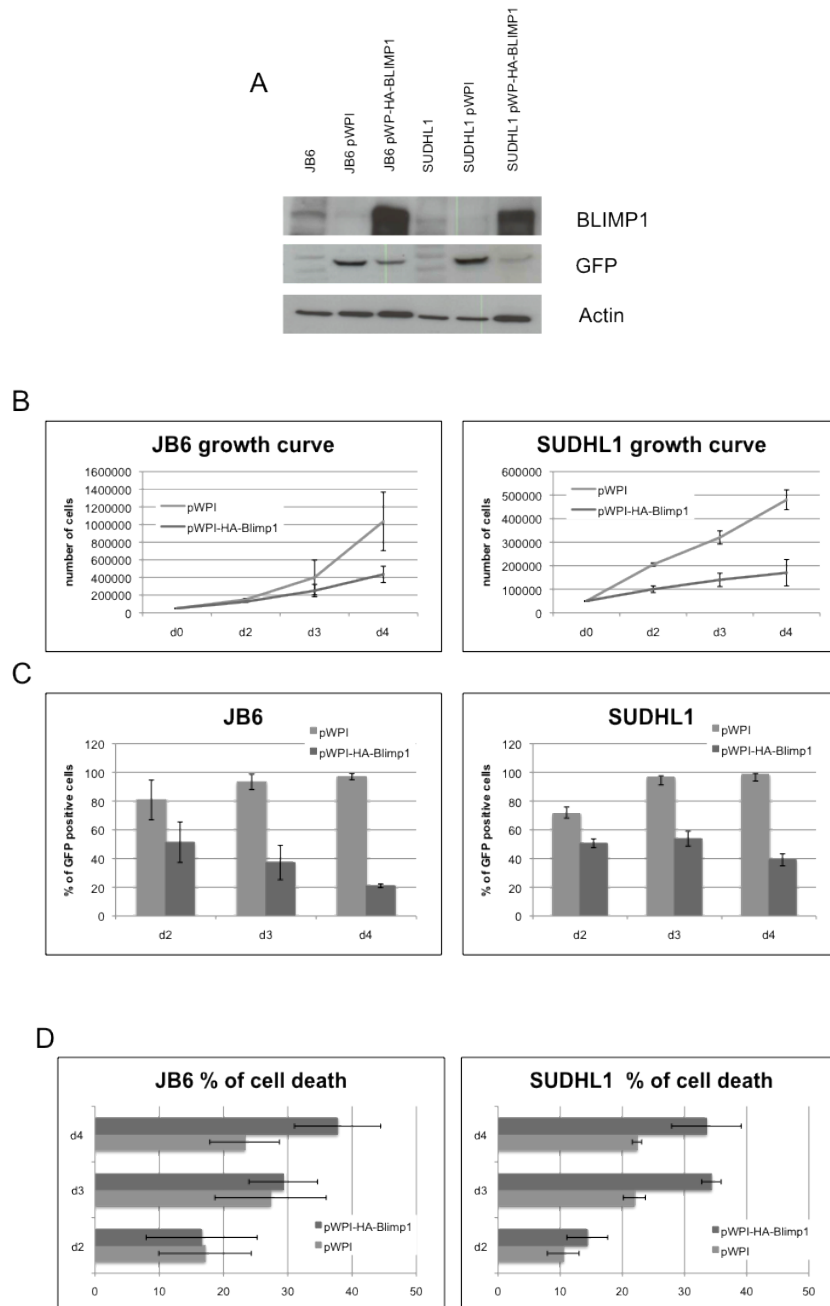 A
JB6
JB6 pWPI
JB6 pWP-HA-BLIMP1
SUDHL1
SUDHL1 pWPI
SUDHL1 pWP-HA-BLIMP1
BLIMP1
GFP
Actin
B
JB6 growth curve
number of cells
1600000
1400000
1200000
1000000
800000
600000
400000
200000
0
pWPI
pWPI-HA-Blimp1
d0 d2 d3 d4
SUDHL1 growth curve
number of cells
600000
500000
400000
300000
200000
100000
0
pWPI
pWPI-HA-Blimp1
d0 d2 d3 d4
C
JB6
pWPI
pWPI-HA-Blimp1
% of GFP positive cells
120
100
80
60
40
20
0
d2 d3 d4
SUDHL1
pWPI
pWPI-HA-Blimp1
% of GFP positive cells
120
100
80
60
40
20
0
d2 d3 d4
D
JB6 % of cell death
d4
d3
d2
pWPI-HA-Blimp1
pWPI
0 10 20 30 40 50
SUDHL1 % of cell death
d4
d3
d2
pWPI-HA-Blimp1
pWPI
0 10 20 30 40 50